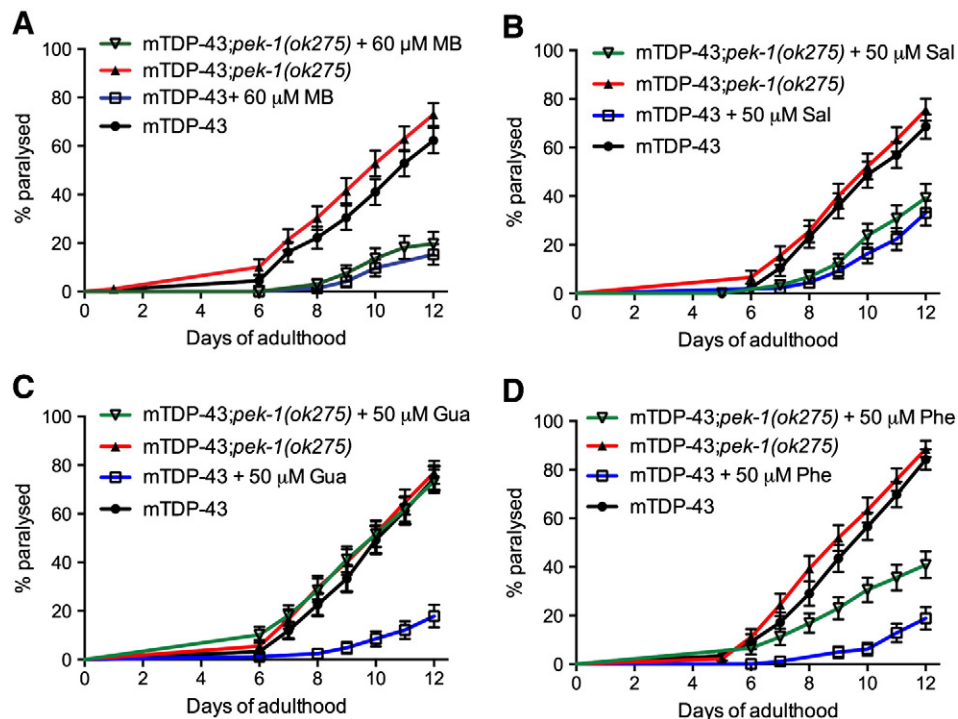 A
mTDP-43;pek-1(ok275) + 60 µM MB
mTDP-43;pek-1(ok275)
mTDP-43+ 60 µM MB
mTDP-43
% paralysed
100
80
60
40
20
0
0 2 4 6 8 10 12
Days of adulthood
B
mTDP-43;pek-1(ok275) + 50 µM Sal
mTDP-43;pek-1(ok275)
mTDP-43 + 50 µM Sal
mTDP-43
% paralysed
100
80
60
40
20
0
0 2 4 6 8 10 12
Days of adulthood
C
mTDP-43;pek-1(ok275) + 50 µM Gua
mTDP-43;pek-1(ok275)
mTDP-43 + 50 µM Gua
mTDP-43
% paralysed
100
80
60
40
20
0
0 2 4 6 8 10 12
Days of adulthood
D
mTDP-43;pek-1(ok275) + 50 µM Phe
mTDP-43;pek-1(ok275)
mTDP-43 + 50 µM Phe
mTDP-43
% paralysed
100
80
60
40
20
0
0 2 4 6 8 10 12
Days of adulthood